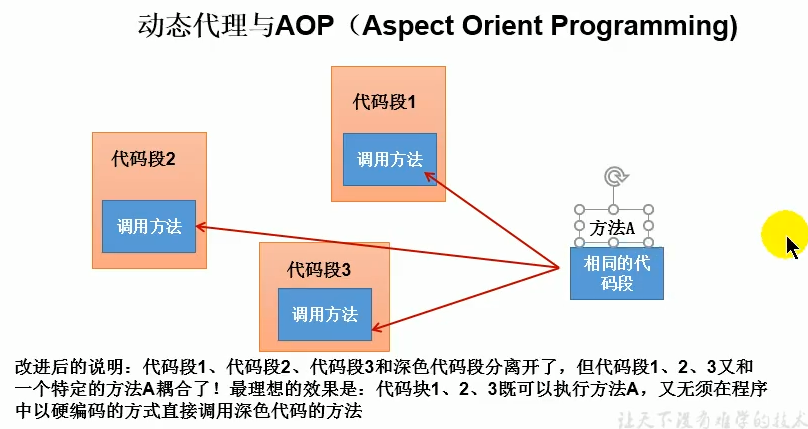 动态代理与AOP（Aspect Orient Programming)
代码段1
调用方法
代码段2
调用方法
方法A
相同的代
码段
代码段3
调用方法
改进后的说明：代码段1、代码段2、代码段3和深色代码段分离开了，但代码段1、2、3又和
一个特定的方法A耦合了！最理想的效果是：代码块1、2、3既可以执行方法A，又无须在程序
中以硬编码的方式直接调用深色代码的方法
让天下没有难学的技术